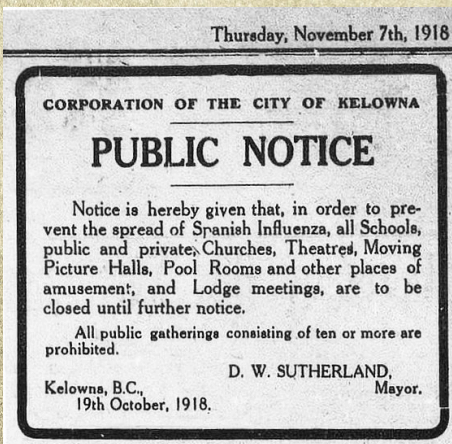 Thursday, November 7th, 1918
CORPORATION OF THE CITY OF KELOWNA
PUBLIC NOTICE
Notice is hereby given that, in order to pre-
vent the spread of Spanish Influenza, all Schools,
public and private, Churches, Theatres, Moving
Picture Halls, Pool Rooms and other places of
amusement, and Lodge meetings, are to be
closed until further notice.
All public gatherings consisting of ten or more are
prohibited.
D. W. SUTHERLAND,
Kelowna, B.C., Mayor.
19th October, 1918.